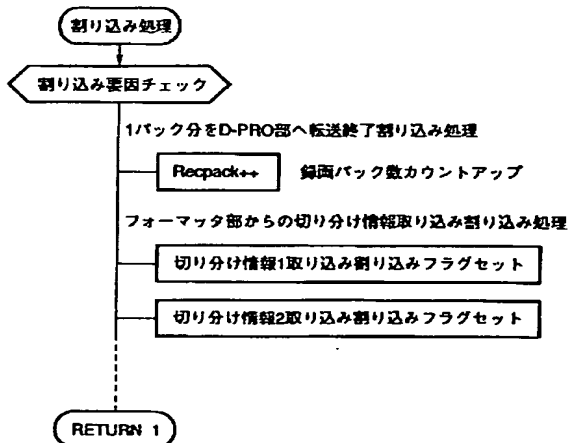 割り込み処理
割り込み要因チェック
1パック分をD-PRO部へ転送終了割り込み処理
Recpack++ 録画パック数カウントアップ
フォーマッタ部からの切り分け情報取り込み割り込み処理
切り分け情報1取り込み割り込みフラグセット
切り分け情報2取り込み割り込みフラグセット
RETURN 1